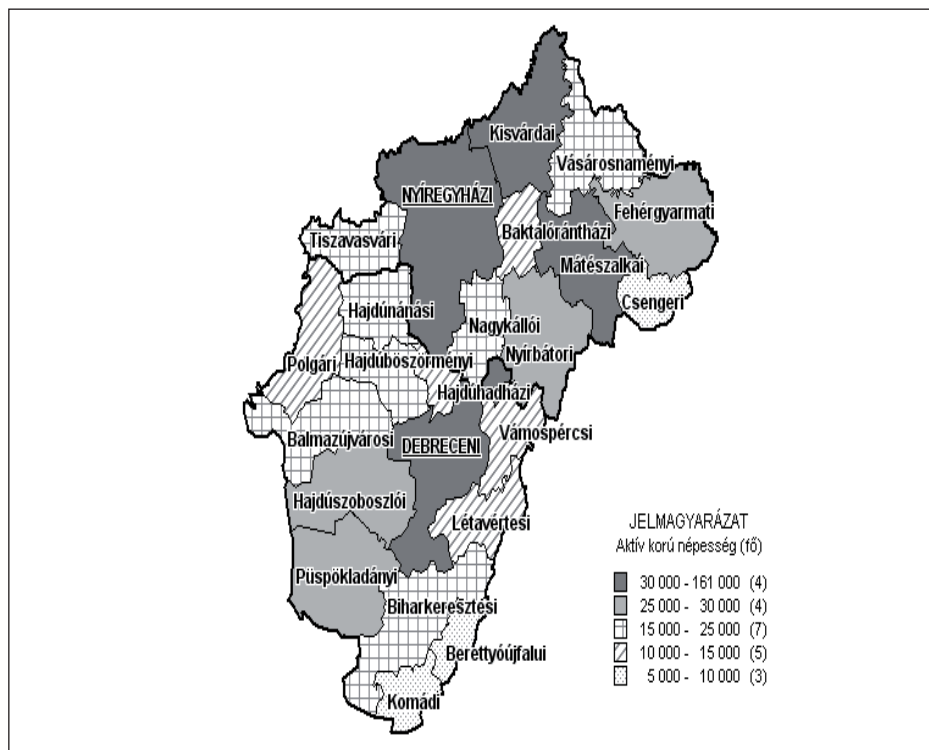 Kisvárdai
Vásárosnaményi
NYÍREGYHÁZI
Fehérgyarmati
Baktalórántházi
Tiszavasvári
Mátészalkai
Csengeri
Hajdúnánási
Nagykállói
Nyírbátori
Polgári
Hajdúböszörményi
Hajdúhadházi
Vámospércsi
Balmazújvárosi
DEBRECENI
Hajdúszoboszlói
Létavértesi
Püspökladányi
Biharkeresztési
Berettyóújfalui
Komádi
JELMAGYARÁZAT
Aktív korú népesség (fő)
30 000 - 161 000 (4)
25 000 - 30 000 (4)
15 000 - 25 000 (7)
10 000 - 15 000 (5)
5 000 - 10 000 (3)